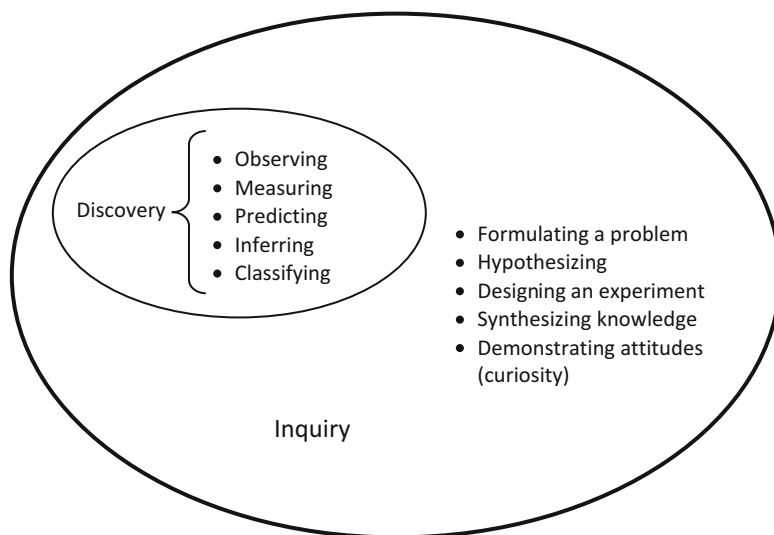 Discovery
• Observing
• Measuring
• Predicting
• Inferring
• Classifying
• Formulating a problem
• Hypothesizing
• Designing an experiment
• Synthesizing knowledge
• Demonstrating attitudes
(curiosity)
Inquiry